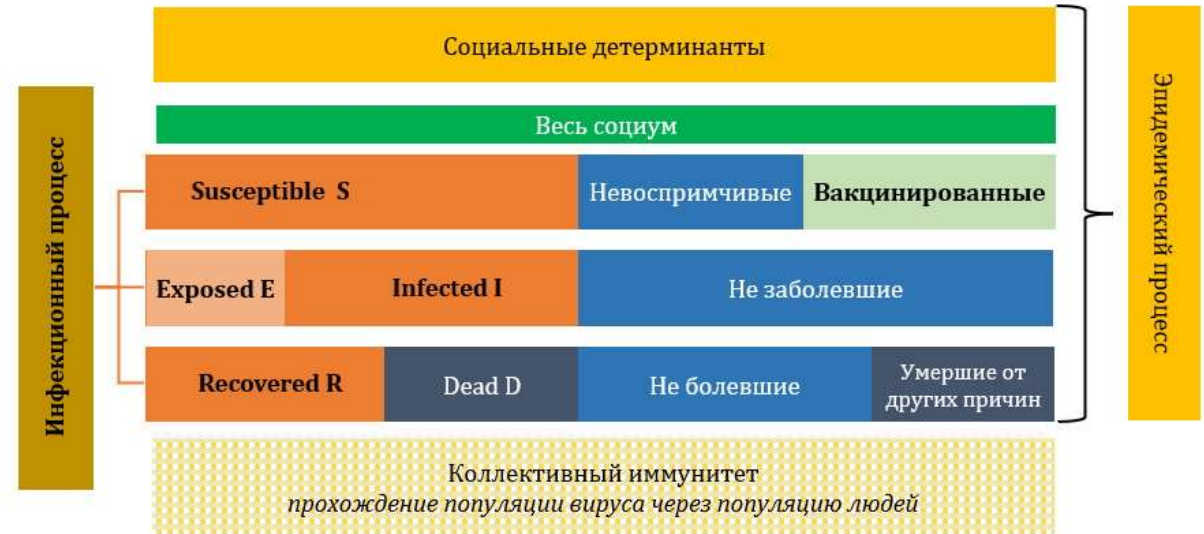 Социальные детерминанты
Инфекционный процесс
Эпидемический процесс
Весь социум
Susceptible S
Невоспримчивые
Вакцинированные
Exposed E
Infected I
Не заболевшие
Recovered R
Dead D
Не болевшие
Умершие от
других причин
Коллективный иммунитет
прохождение популяции вируса через популяцию людей